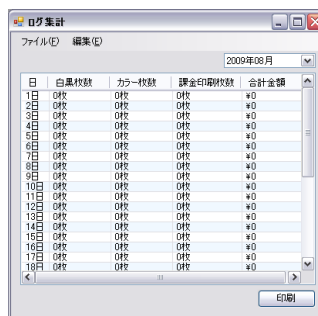 ログ集計
ファイル(F) 編集(E)
2009年08月
日 白黒枚数 カラー枚数 課金印刷枚数 合計金額
1日 0枚 0枚 0枚 ¥0
2日 0枚 0枚 0枚 ¥0
3日 0枚 0枚 0枚 ¥0
4日 0枚 0枚 0枚 ¥0
5日 0枚 0枚 0枚 ¥0
6日 0枚 0枚 0枚 ¥0
7日 0枚 0枚 0枚 ¥0
8日 0枚 0枚 0枚 ¥0
9日 0枚 0枚 0枚 ¥0
10日 0枚 0枚 0枚 ¥0
11日 0枚 0枚 0枚 ¥0
12日 0枚 0枚 0枚 ¥0
13日 0枚 0枚 0枚 ¥0
14日 0枚 0枚 0枚 ¥0
15日 0枚 0枚 0枚 ¥0
16日 0枚 0枚 0枚 ¥0
17日 0枚 0枚 0枚 ¥0
18日 0枚 0枚 0枚 ¥0
印刷